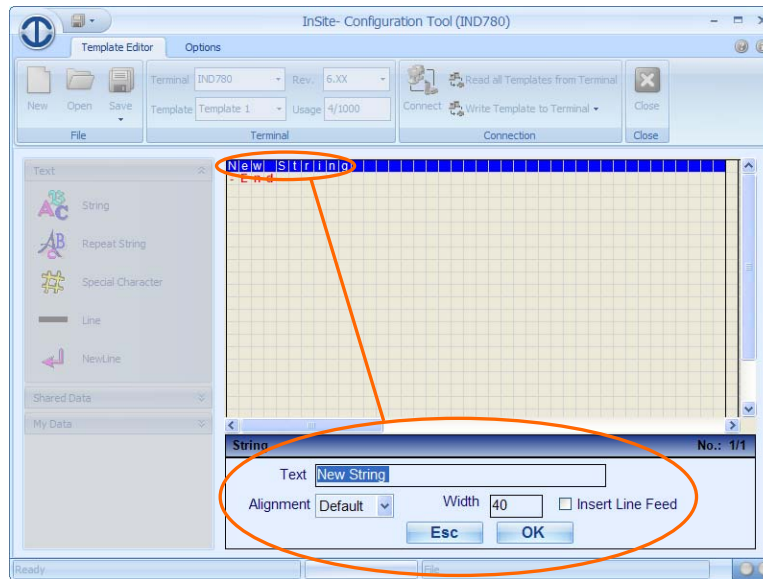 InSite- Configuration Tool (IND780)
Template Editor Options
Terminal IND780 Rev. 6.XX
Read all Templates from Terminal
New Open Save
Connect
Close
Template Template 1 Usage 4/1000
Write Template to Terminal
File Terminal Connection Close
Text
New String
-End
String
Repeat String
Special Character
Line
NewLine
Shared Data
My Data
String No.: 1/1
Text New String
Alignment Default Width 40 Insert Line Feed
Esc OK
Ready File